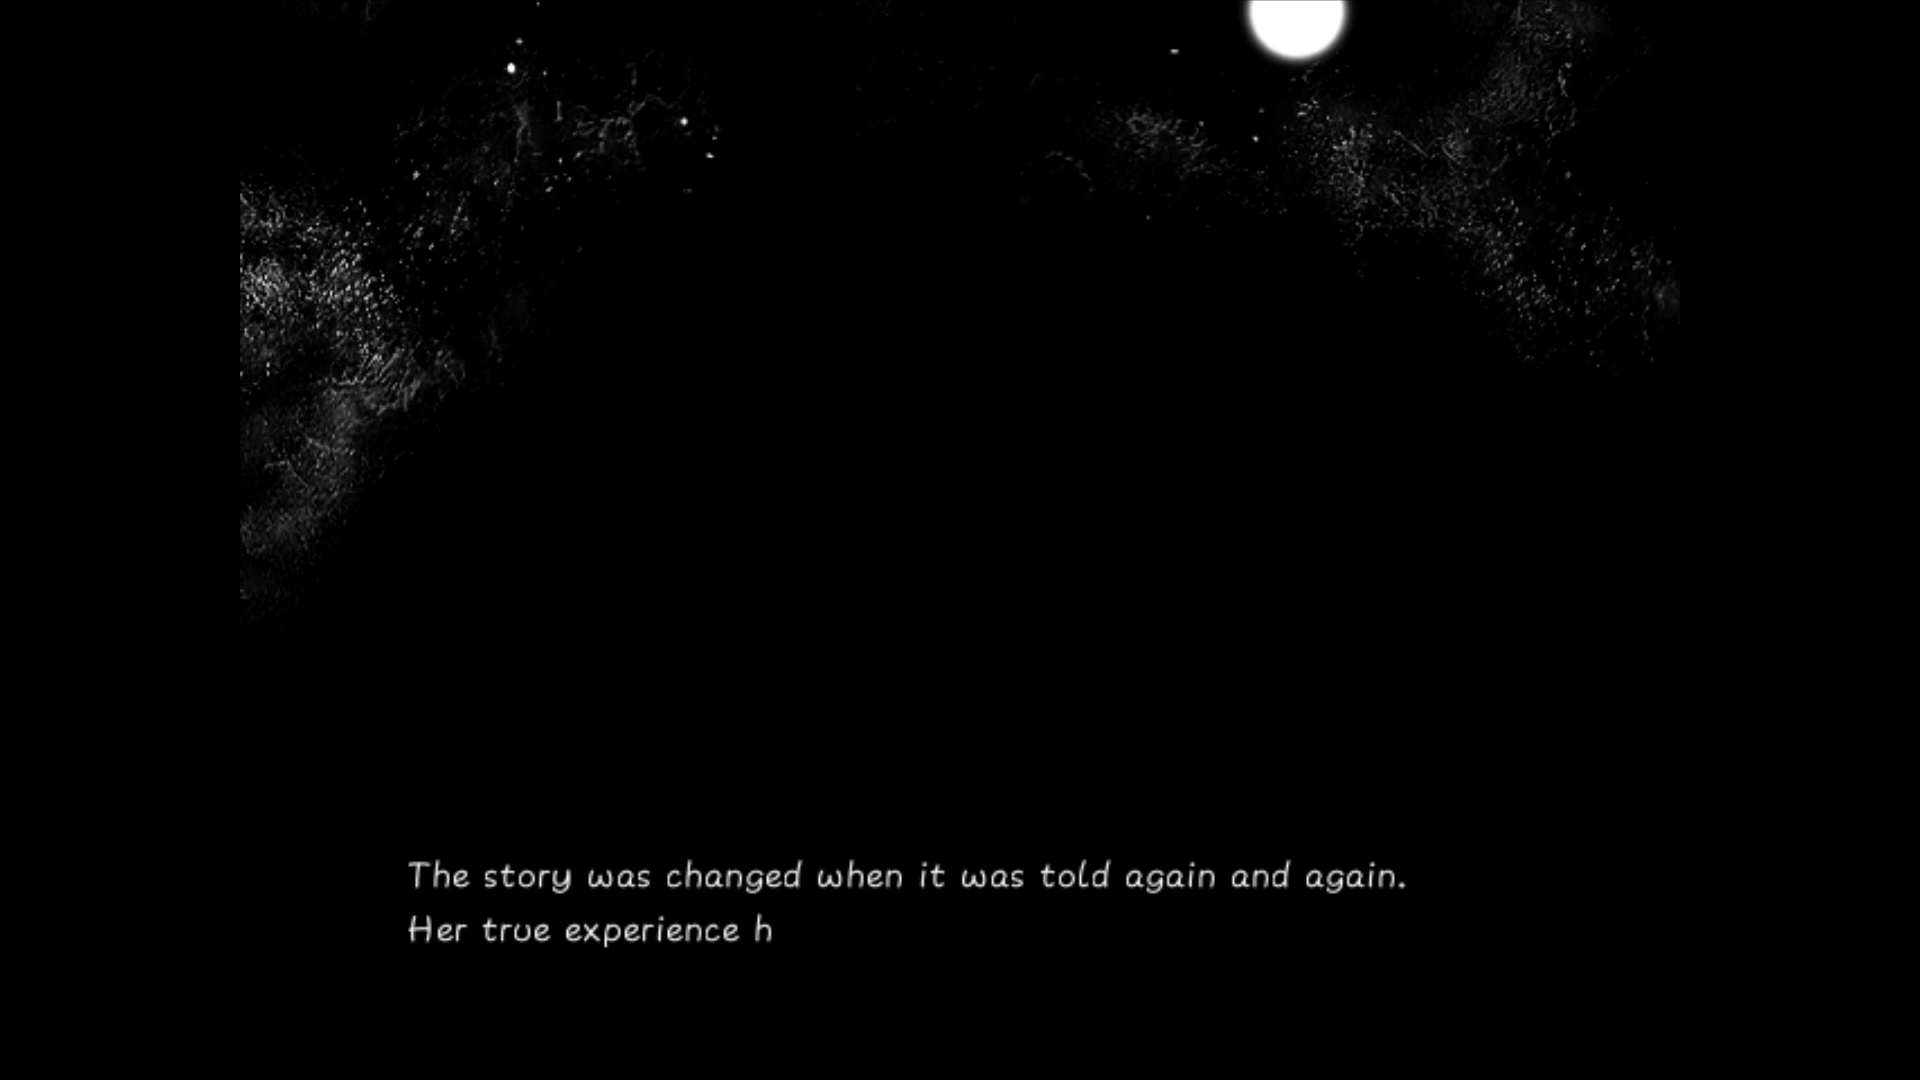 The story was changed when it was told again and again.
Her true experience h